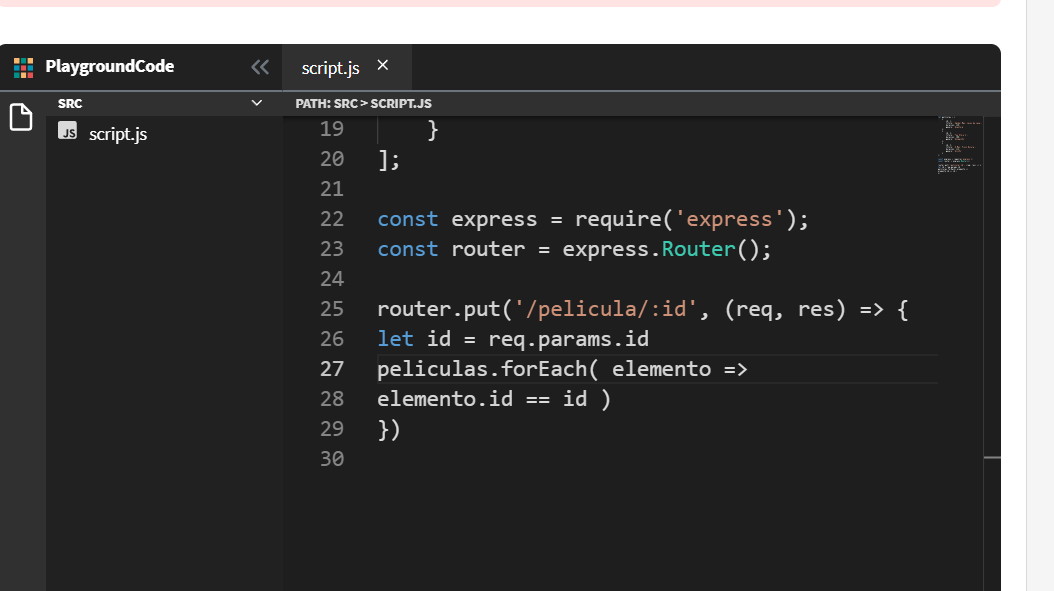 PlaygroundCode
script.js
SRC
PATH: SRC > SCRIPT.JS
JS script.js
19 }
20 ];
21
22 const express = require('express');
23 const router = express.Router();
24
25 router.put('/pelicula/:id', (req, res) => {
26 let id = req.params.id
27 peliculas.forEach( elemento =>
28 elemento.id == id )
29 })
30